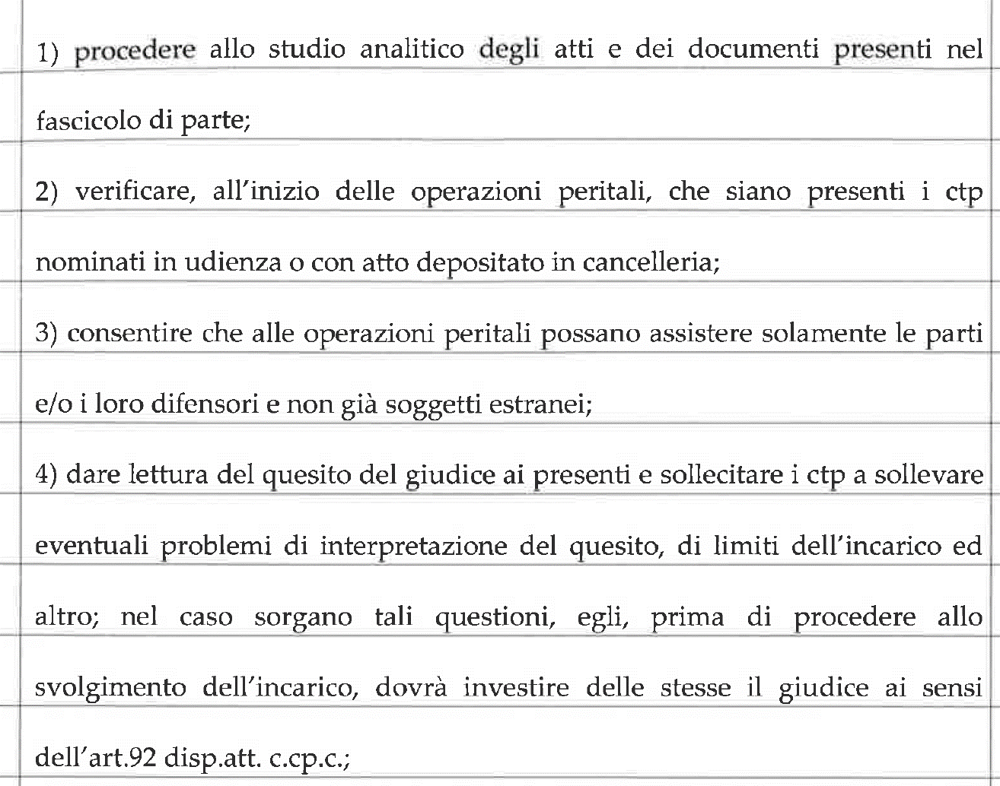 1) procedere allo studio analitico degli atti e dei documenti presenti nel
fascicolo di parte;
2) verificare, all'inizio delle operazioni peritali, che siano presenti i ctp
nominati in udienza o con atto depositato in cancelleria;
3) consentire che alle operazioni peritali possano assistere solamente le parti
e/o i loro difensori e non già soggetti estranei;
4) dare lettura del quesito del giudice ai presenti e sollecitare i ctp a sollevare
eventuali problemi di interpretazione del quesito, di limiti dell'incarico ed
altro; nel caso sorgano tali questioni, egli, prima di procedere allo
svolgimento dell'incarico, dovrà investire delle stesse il giudice ai sensi
dell'art.92 disp.att. c.cp.c.;